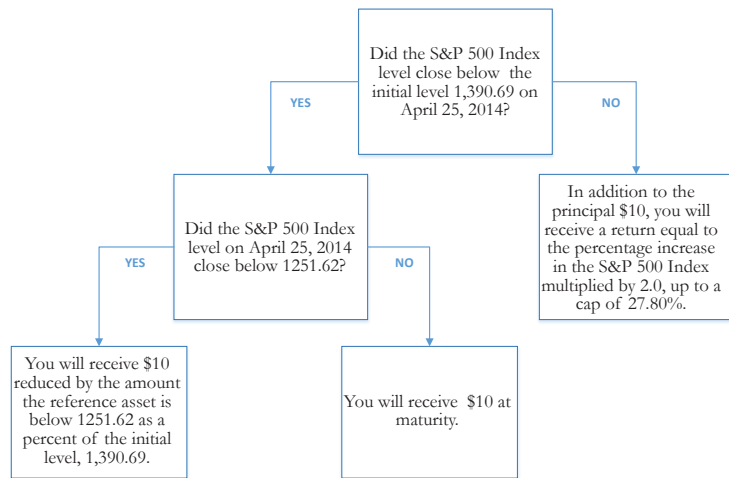 Did the S&P 500 Index
level close below the
initial level 1,390.69 on
April 25, 2014?
YES
NO
Did the S&P 500 Index
level on April 25, 2014
close below 1251.62?
In addition to the
principal $10, you will
receive a return equal to
the percentage increase
in the S&P 500 Index
multiplied by 2.0, up to a
cap of 27.80%.
YES
NO
You will receive $10
reduced by the amount
the reference asset is
below 1251.62 as a
percent of the initial
level, 1,390.69.
You will receive $10 at
maturity.